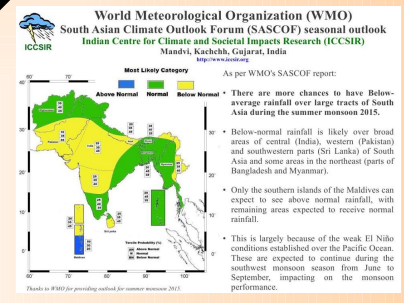 World Meteorological Organization (WMO)
South Asian Climate Outlook Forum (SASCOF) seasonal outlook
Indian Centre for Climate and Societal Impacts Research (ICCSIR)
Mandvi, Kachchh, Gujarat, India
http://www.iccsir.org
ICCSIR
Most Likely Category
Above Normal Normal Below Normal
As per WMO's SASCOF report:
• There are more chances to have Below-
average rainfall over large tracts of South
Asia during the summer monsoon 2015.
• Below-normal rainfall is likely over broad
areas of central (India), western (Pakistan)
and southwestern parts (Sri Lanka) of South
Asia and some areas in the northeast (parts of
Bangladesh and Myanmar).
• Only the southern islands of the Maldives can
expect to see above normal rainfall, with
remaining areas expected to receive normal
rainfall.
• This is largely because of the weak El Niño
conditions established over the Pacific Ocean.
These are expected to continue during the
southwest monsoon season from June to
September, impacting on the monsoon
performance.
Tercile Probability (%)
Above Normal
Normal
Below Normal
Thanks to WMO for providing outlook for summer monsoon 2015.